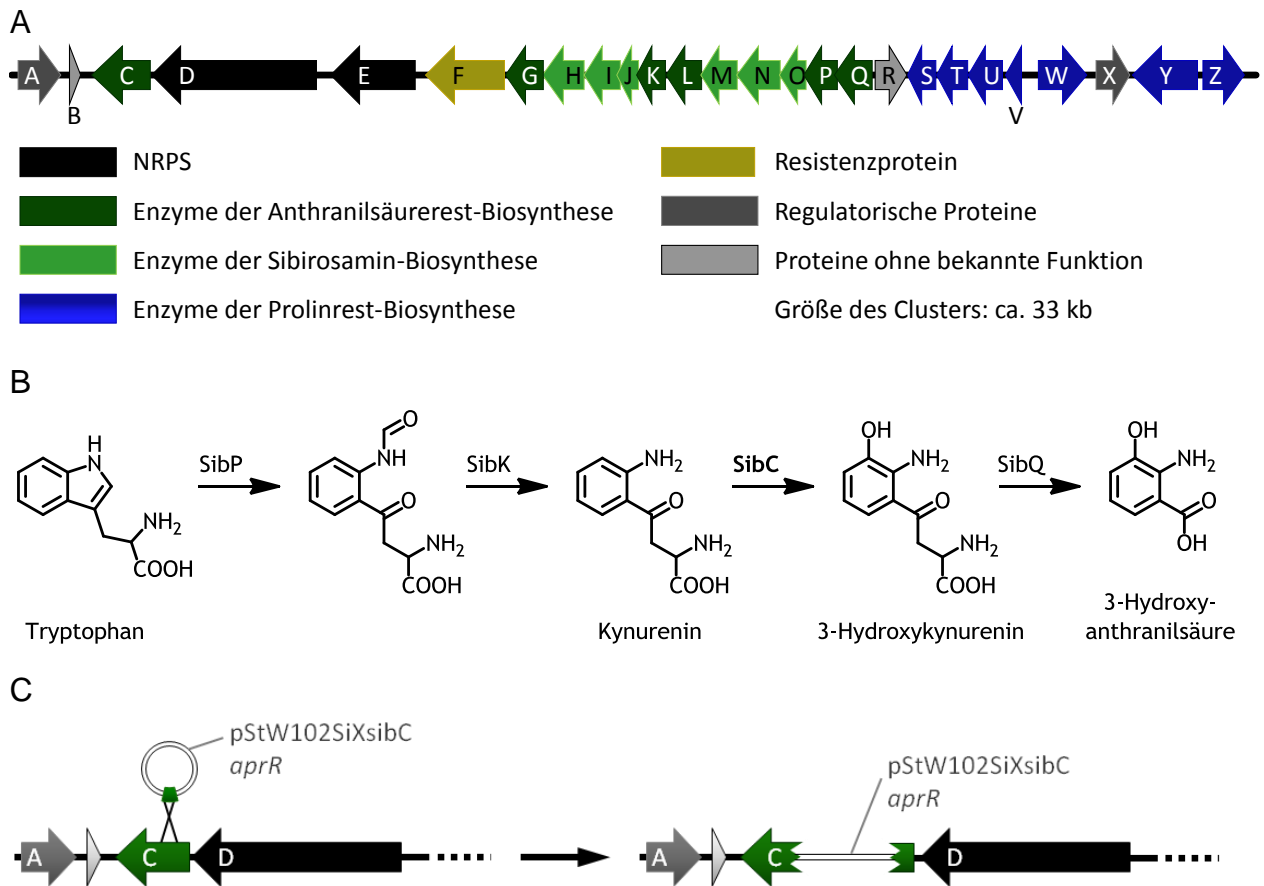 A
A C D E F G H I J K L M N O P Q R S T U W X Y Z
B V
NRPS
Resistenzprotein
Enzyme der Anthranilsäurerest-Biosynthese
Regulatorische Proteine
Enzyme der Sibirosamin-Biosynthese
Proteine ohne bekannte Funktion
Enzyme der Prolinrest-Biosynthese
Größe des Clusters: ca. 33 kb
B
H
N
NH2
COOH
Tryptophan
SibP
O
NH
O
NH2
COOH
SibK
NH2
O
NH2
COOH
Kynurenin
SibC
OH
NH2
O
NH2
COOH
3-Hydroxykynurenin
SibQ
OH
NH2
O
OH
3-Hydroxy-
anthranilsäure
C
pStW102SiXsibC
aprR
A C D
pStW102SiXsibC
aprR
A C D